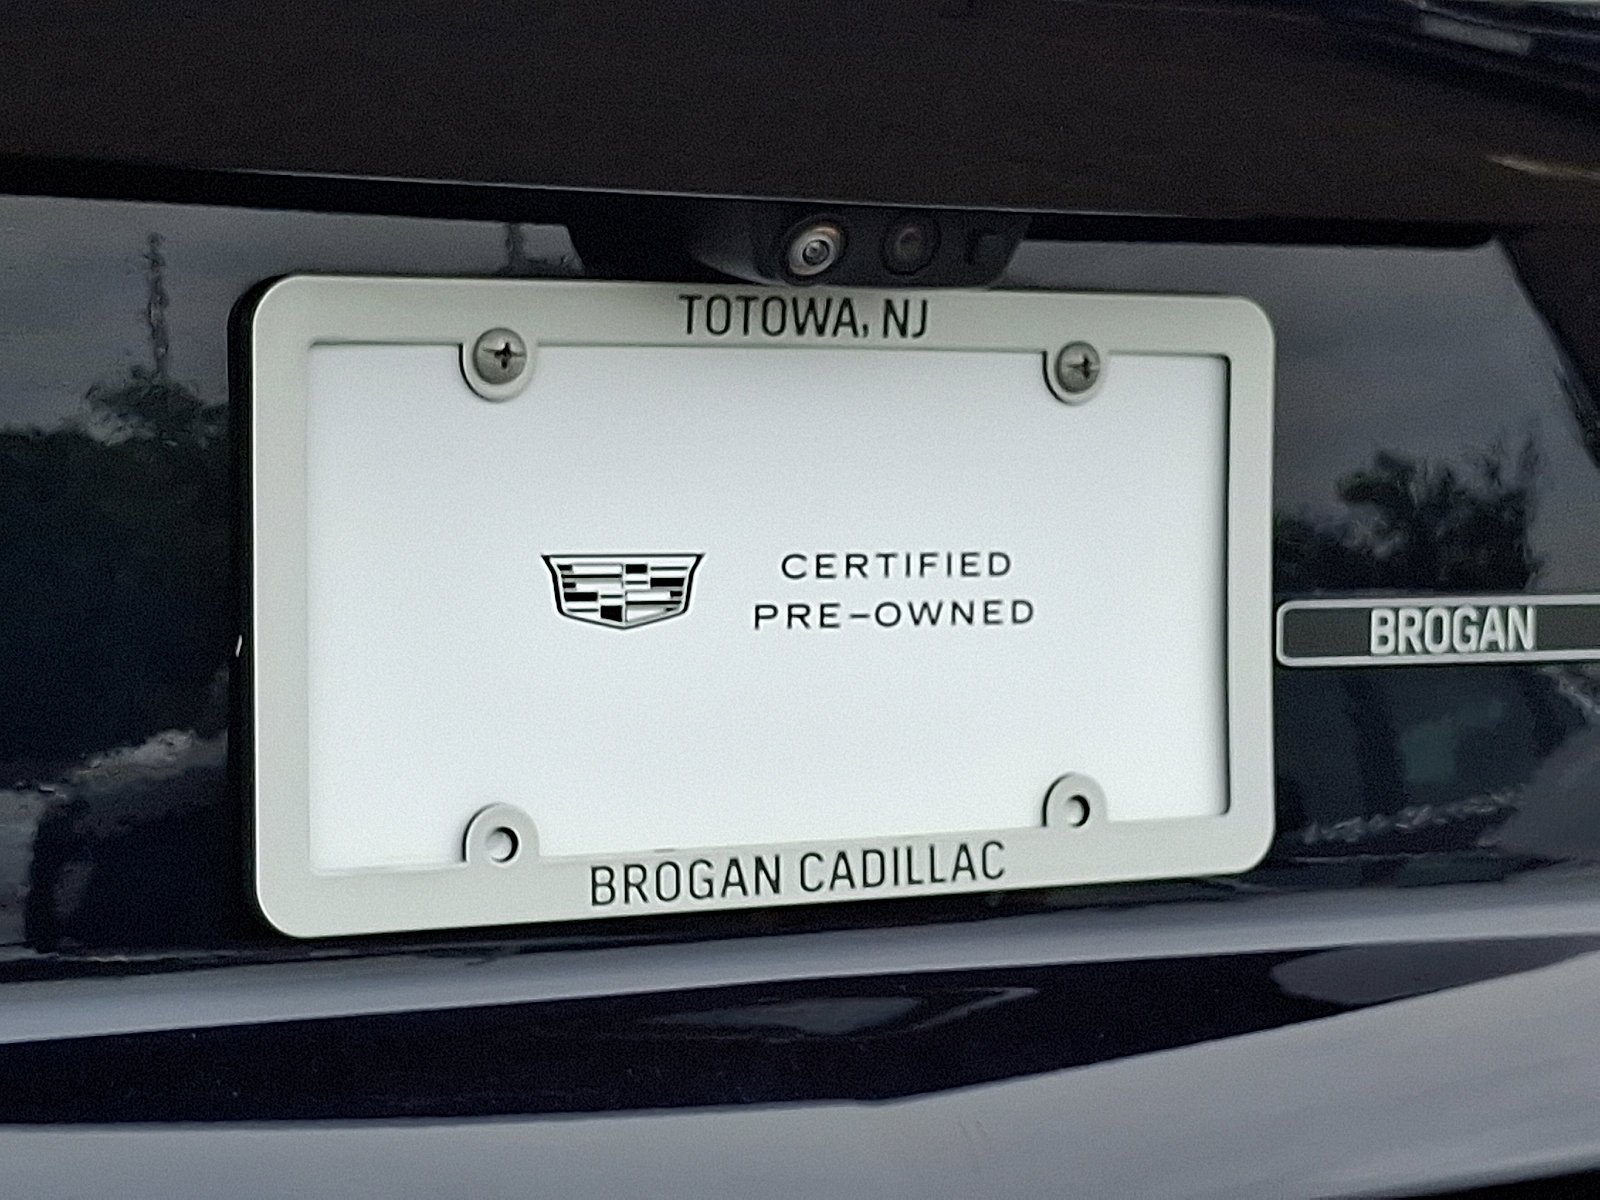 TOTOWA, NJ
CERTIFIED
PRE-OWNED
BROGAN
BROGAN CADILLAC